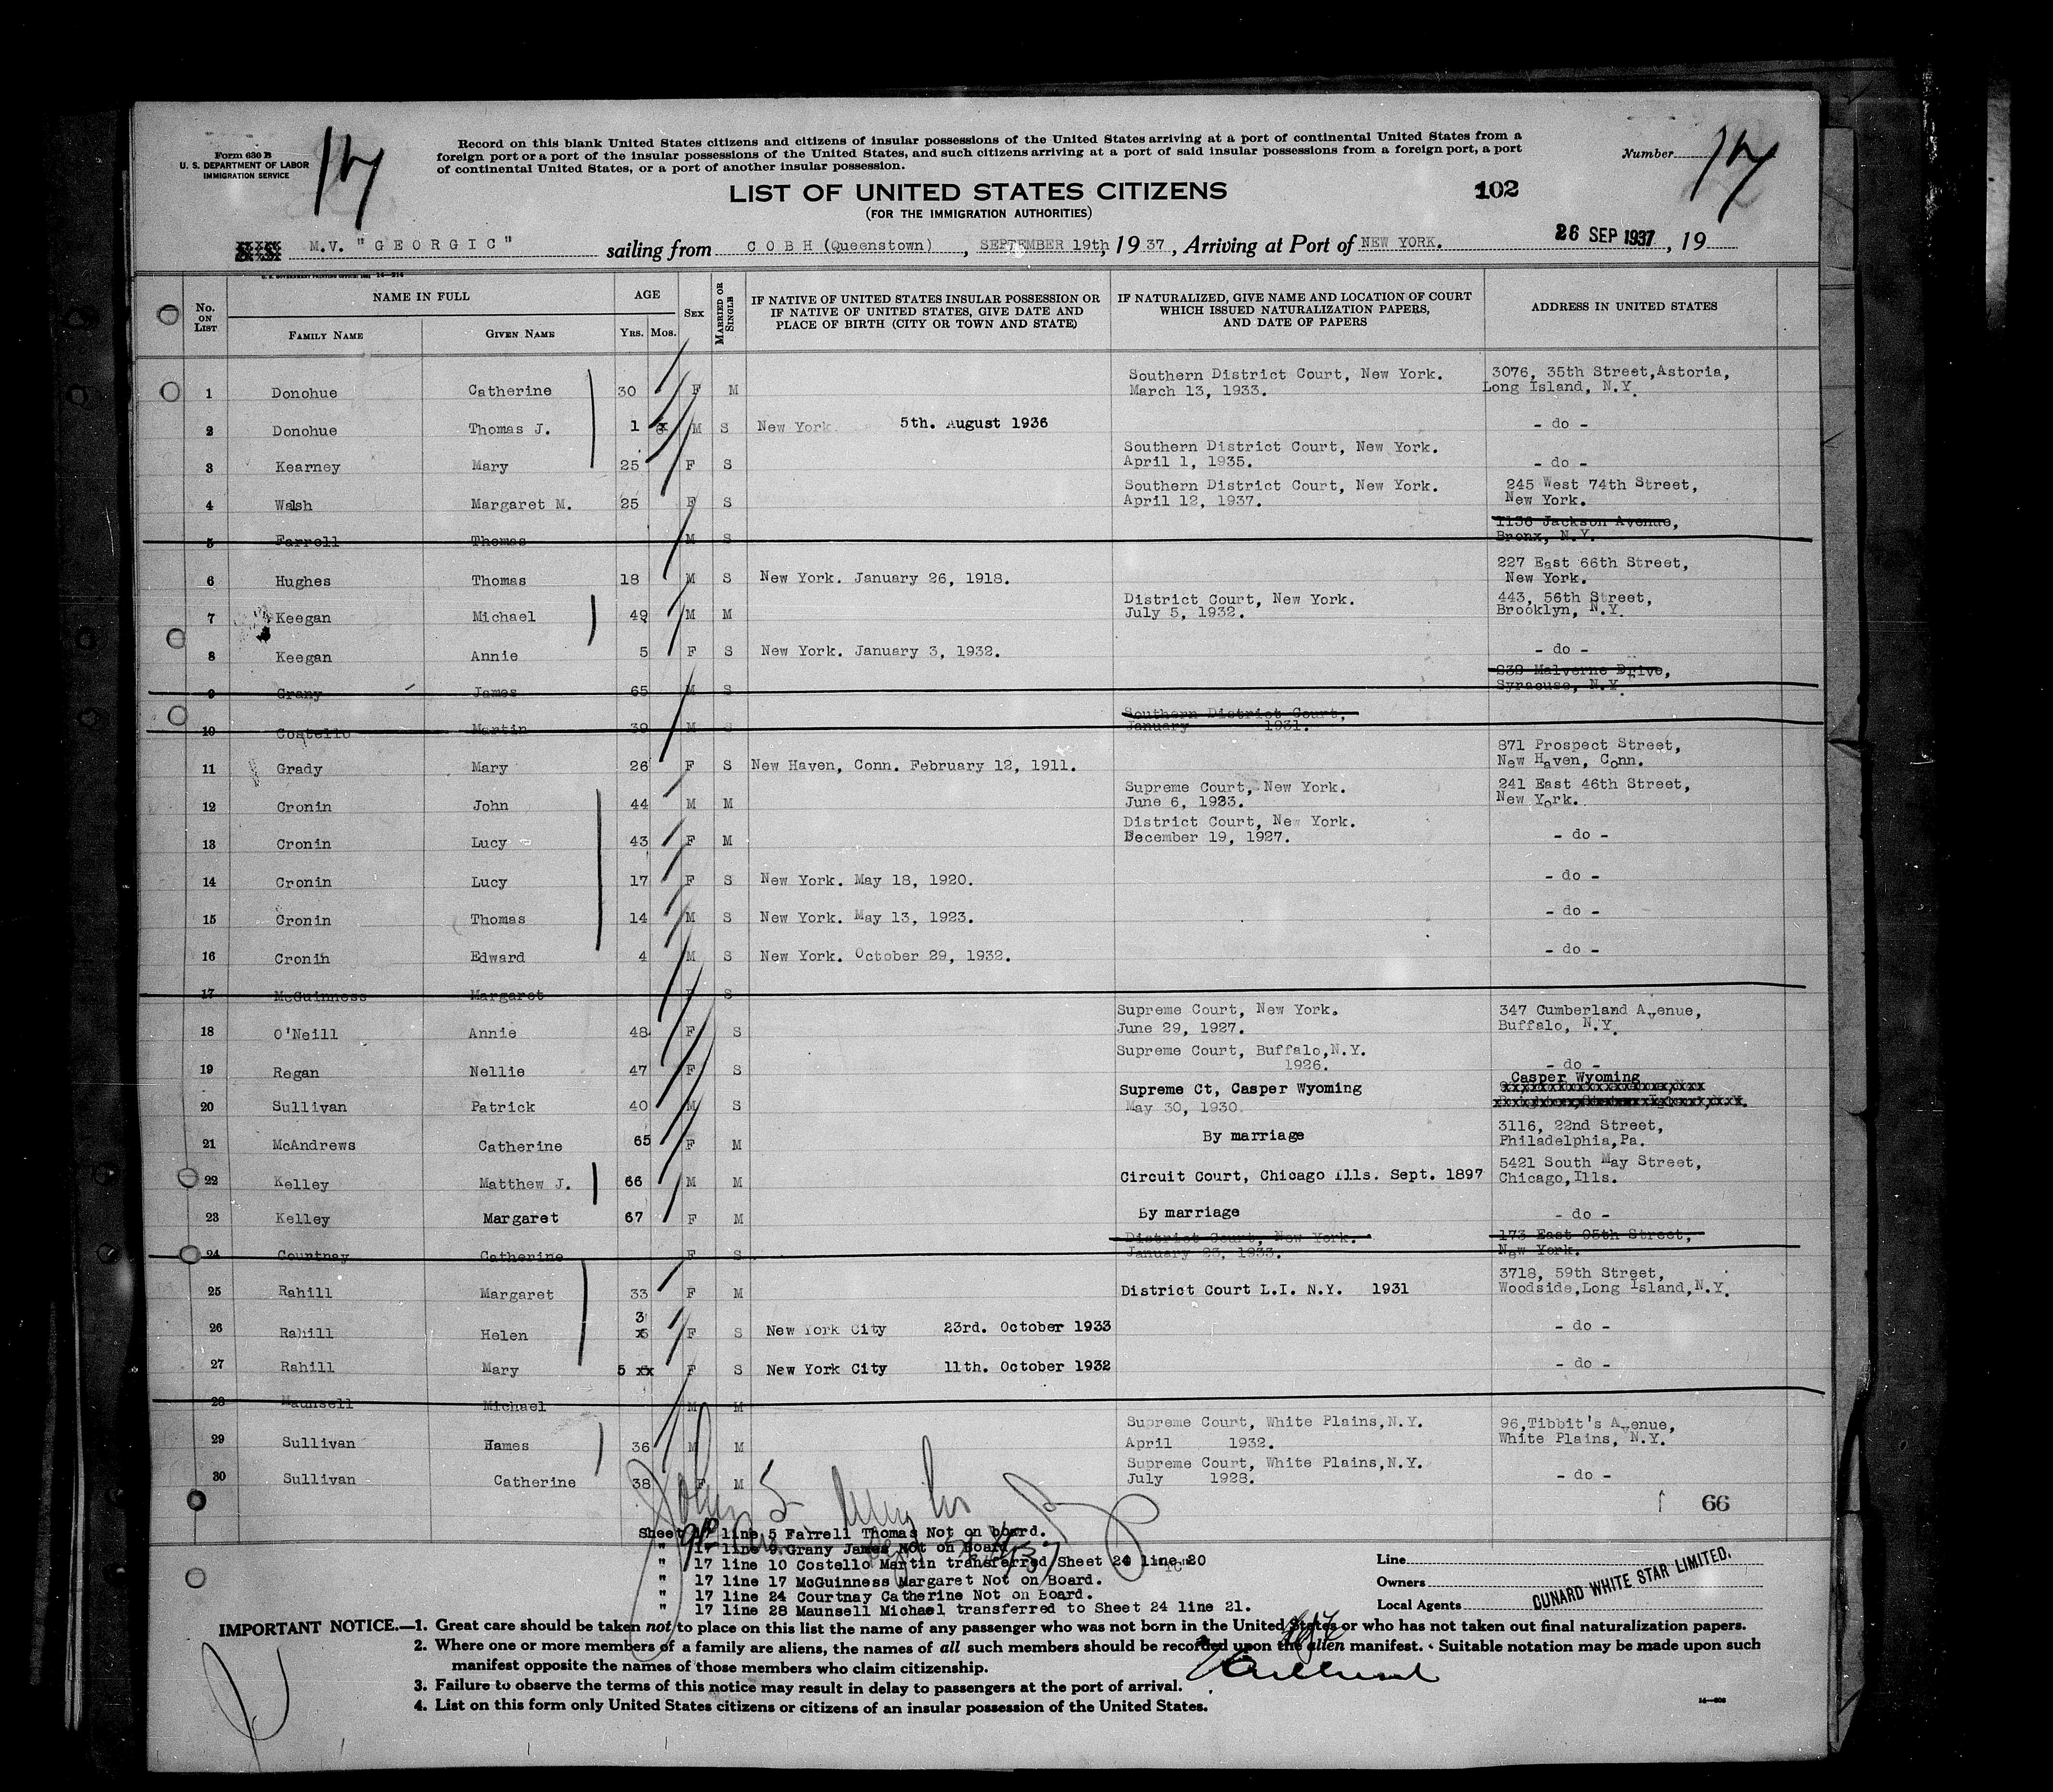 Form 630 B
U. S. DEPARTMENT OF LABOR
IMMIGRATION SERVICE
17
Record on this blank United States citizens and citizens of insular possessions of the United States arriving at a port of continental United States from a
foreign port or a port of the insular possessions of the United States, and such citizens arriving at a port of said insular possessions from a foreign port, a port
of continental United States, or a port of another insular possession.
Number 17
LIST OF UNITED STATES CITIZENS
102
(FOR THE IMMIGRATION AUTHORITIES)
M.V. "GEORGIC" sailing from COBH (Queenstown), SEPTEMBER 19th, 1937, Arriving at Port of NEW YORK. 26 SEP 1937, 19
No. ON LIST NAME IN FULL FAMILY NAME GIVEN NAME AGE YRS. MOS. SEX MARRIED OR SINGLE IF NATIVE OF UNITED STATES INSULAR POSSESSION OR IF NATIVE OF UNITED STATES, GIVE DATE AND PLACE OF BIRTH (CITY OR TOWN AND STATE) IF NATURALIZED, GIVE NAME AND LOCATION OF COURT WHICH ISSUED NATURALIZATION PAPERS, AND DATE OF PAPERS ADDRESS IN UNITED STATES
1 Donohue Catherine 30 F M Southern District Court, New York. March 13, 1933. 3076, 35th Street, Astoria, Long Island, N.Y.
2 Donohue Thomas J. 1 M S New York. 5th. August 1936 - do -
3 Kearney Mary 25 F S Southern District Court, New York. April 1, 1935. - do -
4 Walsh Margaret M. 25 F S Southern District Court, New York. April 12, 1937. 245 West 74th Street, New York.
5 Farrell Thomas M S 1136 Jackson Avenue, Bronx, N.Y.
6 Hughes Thomas 18 M S New York. January 26, 1918. 227 East 66th Street, New York.
7 Keegan Michael 49 M M District Court, New York. July 5, 1932. 443, 56th Street, Brooklyn, N.Y.
8 Keegan Annie 5 F S New York. January 3, 1932. - do -
9 Grany James 65 M S 238 Malverne Drive, Syracuse, N.Y.
10 Costello Martin 39 M S Southern District Court, January 1931.
11 Grady Mary 26 F S New Haven, Conn. February 12, 1911. 871 Prospect Street, New Haven, Conn.
12 Cronin John 44 M M Supreme Court, New York. June 6, 1933. 241 East 46th Street, New York.
13 Cronin Lucy 43 F M District Court, New York. December 19, 1927. - do -
14 Cronin Lucy 17 F S New York. May 18, 1920. - do -
15 Cronin Thomas 14 M S New York. May 13, 1923. - do -
16 Cronin Edward 4 M S New York. October 29, 1932. - do -
17 McGuinness Margaret F S
18 O'Neill Annie 48 F S Supreme Court, New York. June 29, 1927. 347 Cumberland Avenue, Buffalo, N.Y.
19 Regan Nellie 47 F S Supreme Court, Buffalo, N.Y. 1926. - do -
20 Sullivan Patrick 40 M S Supreme Ct, Casper Wyoming May 30, 1930. Casper Wyoming
21 McAndrews Catherine 65 F M By marriage 3116, 22nd Street, Philadelphia, Pa.
22 Kelley Matthew J. 66 M M Circuit Court, Chicago Ills. Sept. 1897 5421 South May Street, Chicago, Ills.
23 Kelley Margaret 67 F M By marriage - do -
24 Courtnay Catherine F S District Court, New York. January 23, 1933. 173 East 95th Street, New York.
25 Rahill Margaret 33 F M District Court L.I. N.Y. 1931 3718, 59th Street, Woodside, Long Island, N.Y.
26 Rahill Helen 3 F S New York City 23rd. October 1933 - do -
27 Rahill Mary 5 xx F S New York City 11th. October 1932 - do -
28 Maunsell Michael M M
29 Sullivan James 36 M M Supreme Court, White Plains, N.Y. April 1932. 96, Tibbit's Avenue, White Plains, N.Y.
30 Sullivan Catherine 38 F M Supreme Court, White Plains, N.Y. July 1928. - do -
66
Sheet 17 line 5 Farrell Thomas Not on board.
" 17 line 9 Grany James Not on Board
" 17 line 10 Costello Martin transferred Sheet 24 line 20
" 17 line 17 McGuinness Margaret Not on Board.
" 17 line 24 Courtnay Catherine Not on Board.
" 17 line 28 Maunsell Michael transferred to Sheet 24 line 21.
Line
Owners CUNARD WHITE STAR LIMITED.
Local Agents
IMPORTANT NOTICE.—1. Great care should be taken not to place on this list the name of any passenger who was not born in the United States or who has not taken out final naturalization papers.
2. Where one or more members of a family are aliens, the names of all such members should be recorded upon the alien manifest. Suitable notation may be made upon such
manifest opposite the names of those members who claim citizenship.
3. Failure to observe the terms of this notice may result in delay to passengers at the port of arrival.
4. List on this form only United States citizens or citizens of an insular possession of the United States.